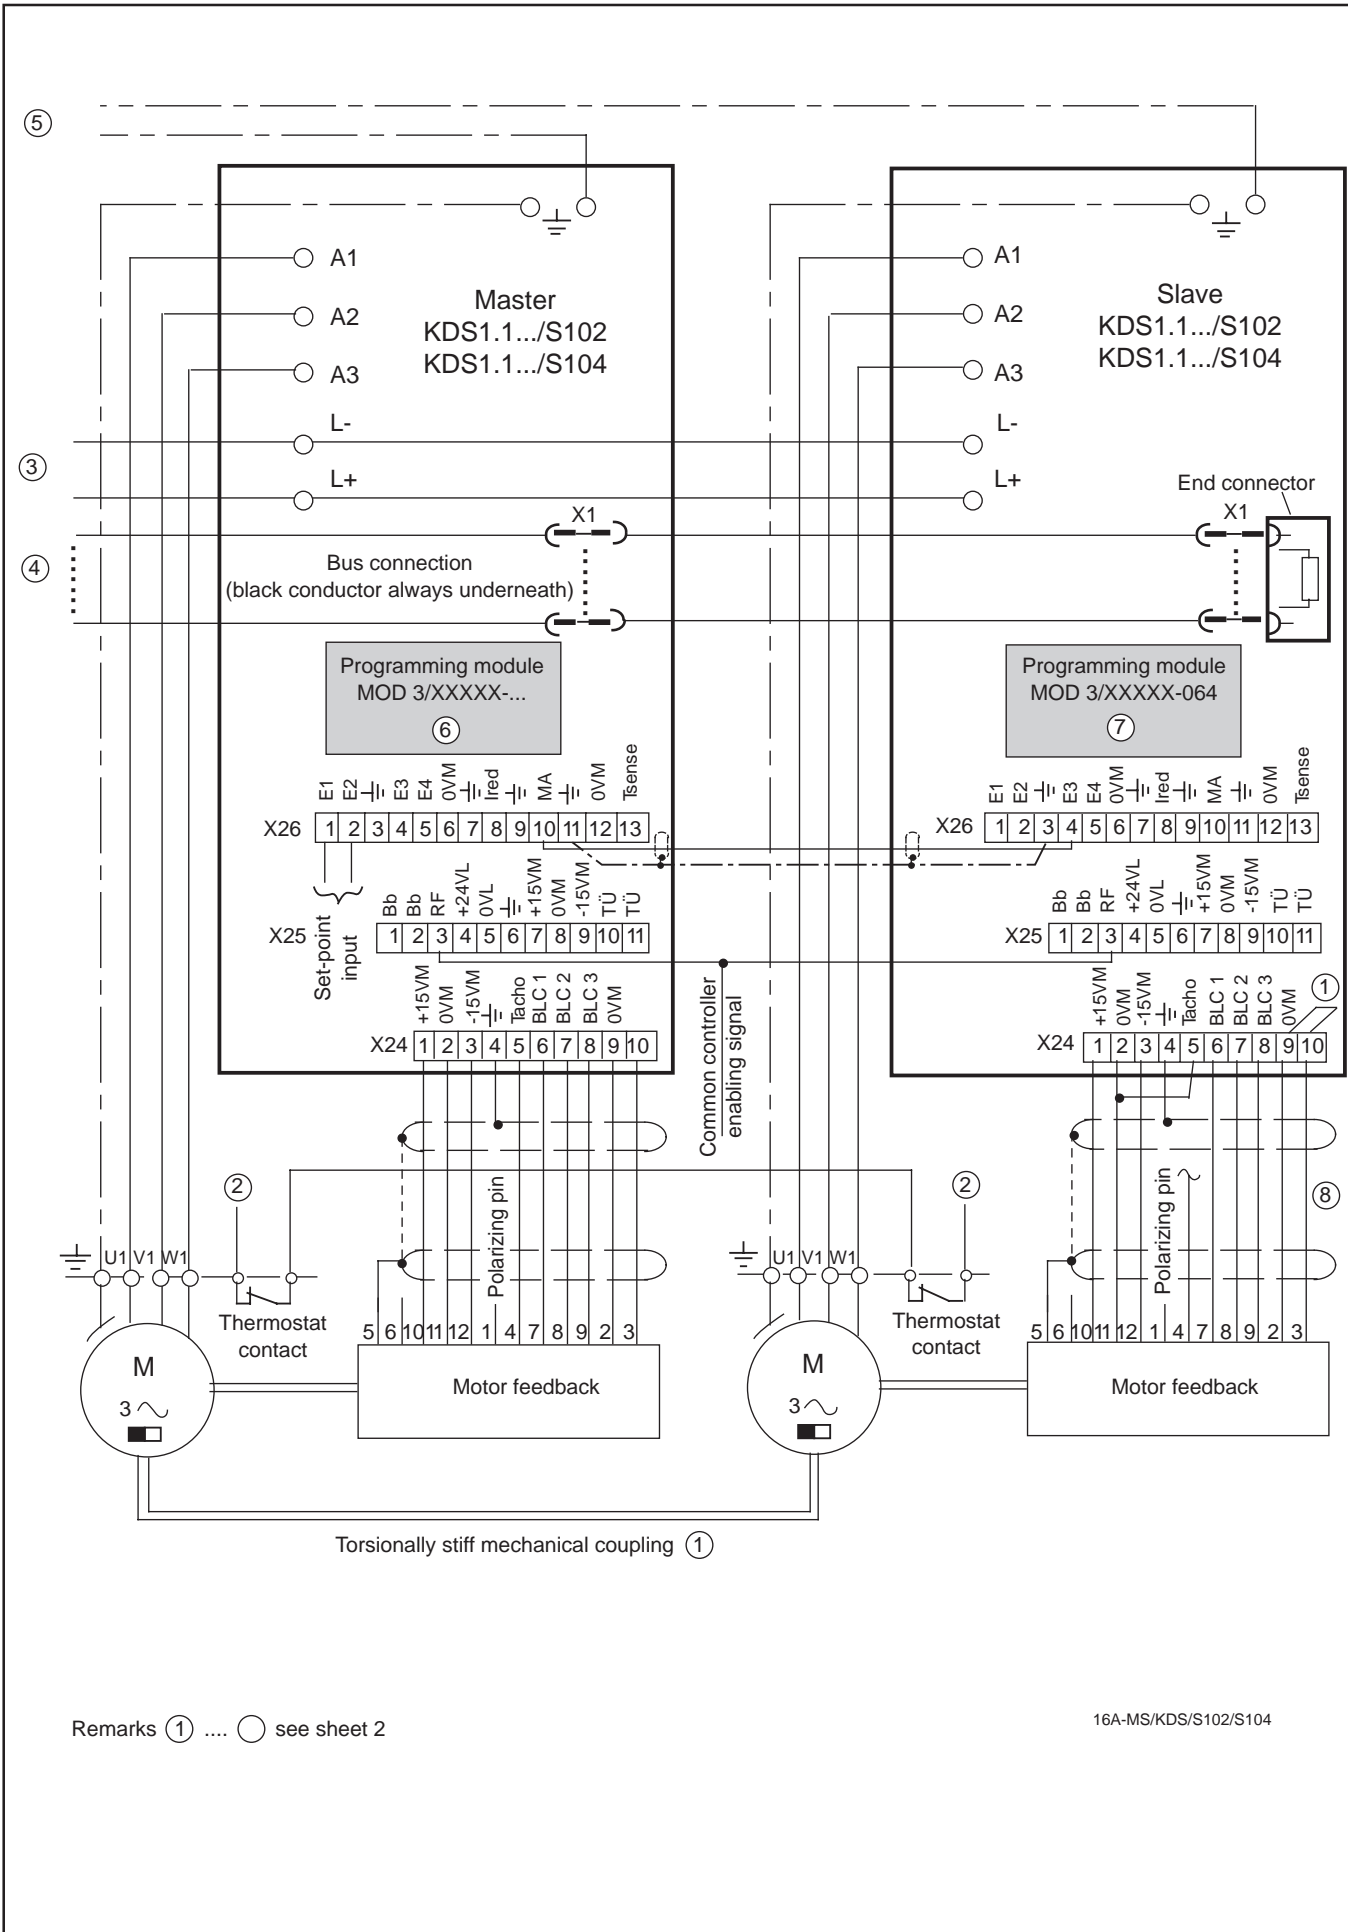 5
A1
A2
A3
Master
KDS1.1.../S102
KDS1.1.../S104
L-
L+
A1
A2
A3
Slave
KDS1.1.../S102
KDS1.1.../S104
L-
L+
3
End connector
X1
X1
4
Bus connection
(black conductor always underneath)
Programming module
MOD 3/XXXXX-...
6
Programming module
MOD 3/XXXXX-064
7
E1 E2 E3 E4 0VM Ired MA 0VM Tsense
X26 1 2 3 4 5 6 7 8 9 10 11 12 13
E1 E2 E3 E4 0VM Ired MA 0VM Tsense
X26 1 2 3 4 5 6 7 8 9 10 11 12 13
Set-point
input
Bb Bb RF +24VL 0VL +15VM 0VM -15VM TÜ TÜ
X25 1 2 3 4 5 6 7 8 9 10 11
Bb Bb RF +24VL 0VL +15VM 0VM -15VM TÜ TÜ
X25 1 2 3 4 5 6 7 8 9 10 11
+15VM 0VM -15VM Tacho BLC 1 BLC 2 BLC 3 0VM
X24 1 2 3 4 5 6 7 8 9 10
Common controller
enabling signal
+15VM 0VM -15VM Tacho BLC 1 BLC 2 BLC 3 0VM
1
X24 1 2 3 4 5 6 7 8 9 10
2
Polarizing pin
2
Polarizing pin
8
U1 V1 W1
Thermostat
contact
5 6 10 11 12 1 4 7 8 9 2 3
U1 V1 W1
Thermostat
contact
5 6 10 11 12 1 4 7 8 9 2 3
M
3
Motor feedback
M
3
Motor feedback
Torsionally stiff mechanical coupling 1
Remarks 1 .... see sheet 2
16A-MS/KDS/S102/S104